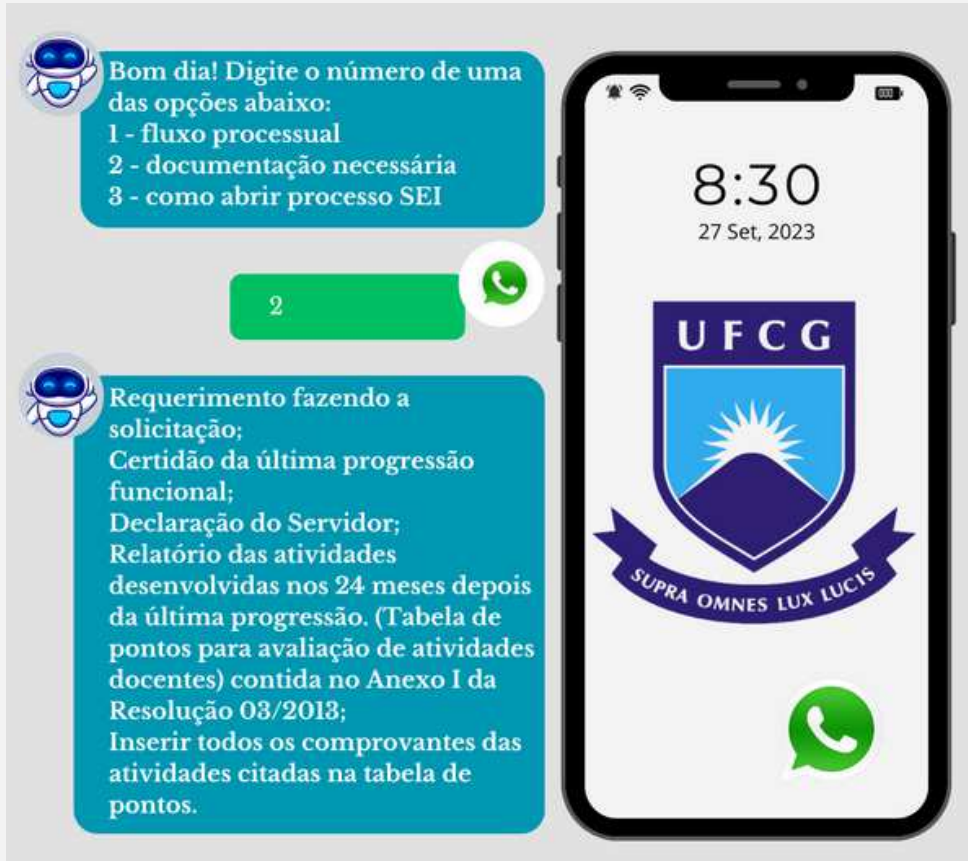 Bom dia! Digite o número de uma
das opções abaixo:
1 - fluxo processual
2 - documentação necessária
3 - como abrir processo SEI
2
Requerimento fazendo a
solicitação;
Certidão da última progressão
funcional;
Declaração do Servidor;
Relatório das atividades
desenvolvidas nos 24 meses depois
da última progressão. (Tabela de
pontos para avaliação de atividades
docentes) contida no Anexo I da
Resolução 03/2013;
Inserir todos os comprovantes das
atividades citadas na tabela de
pontos.
8:30
27 Set, 2023
UFCG
SUPRA OMNES LUX LUCIS